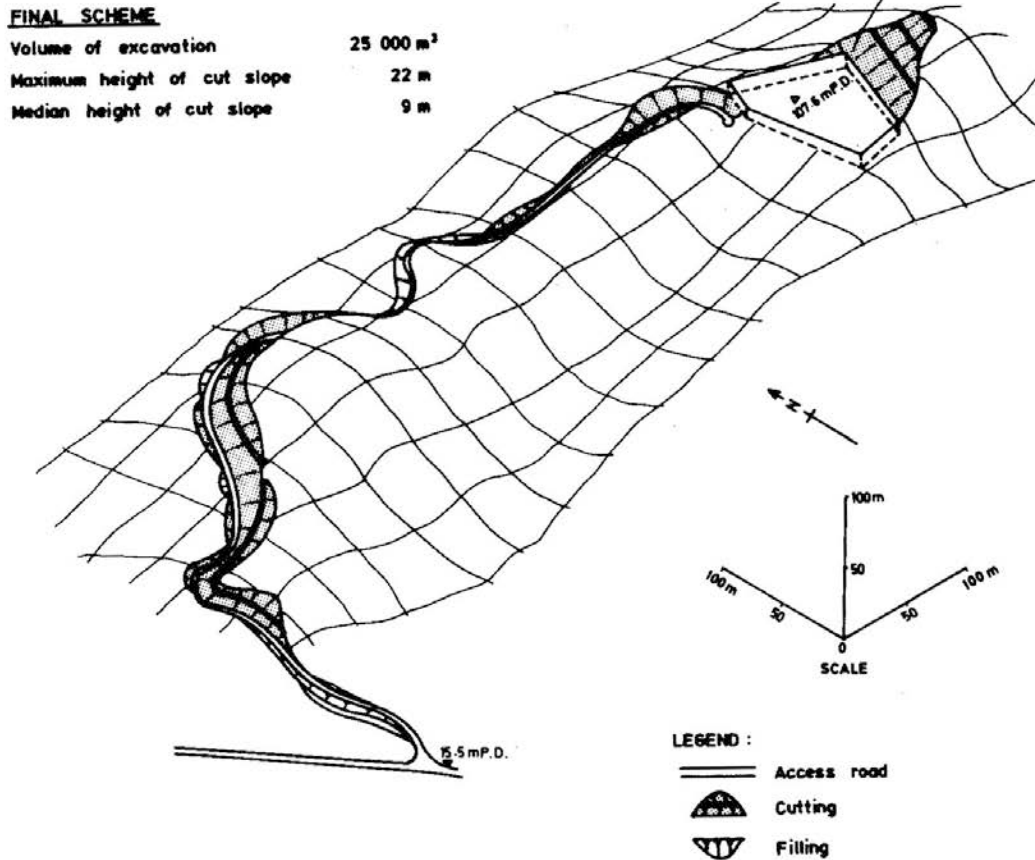 FINAL SCHEME
Volume of excavation 25 000 m³
Maximum height of cut slope 22 m
Median height of cut slope 9 m
107.6 mP.D.
N
100m
50
100m
50
50
100m
0
SCALE
15.5 mP.D.
LEGEND :
Access road
Cutting
Filling